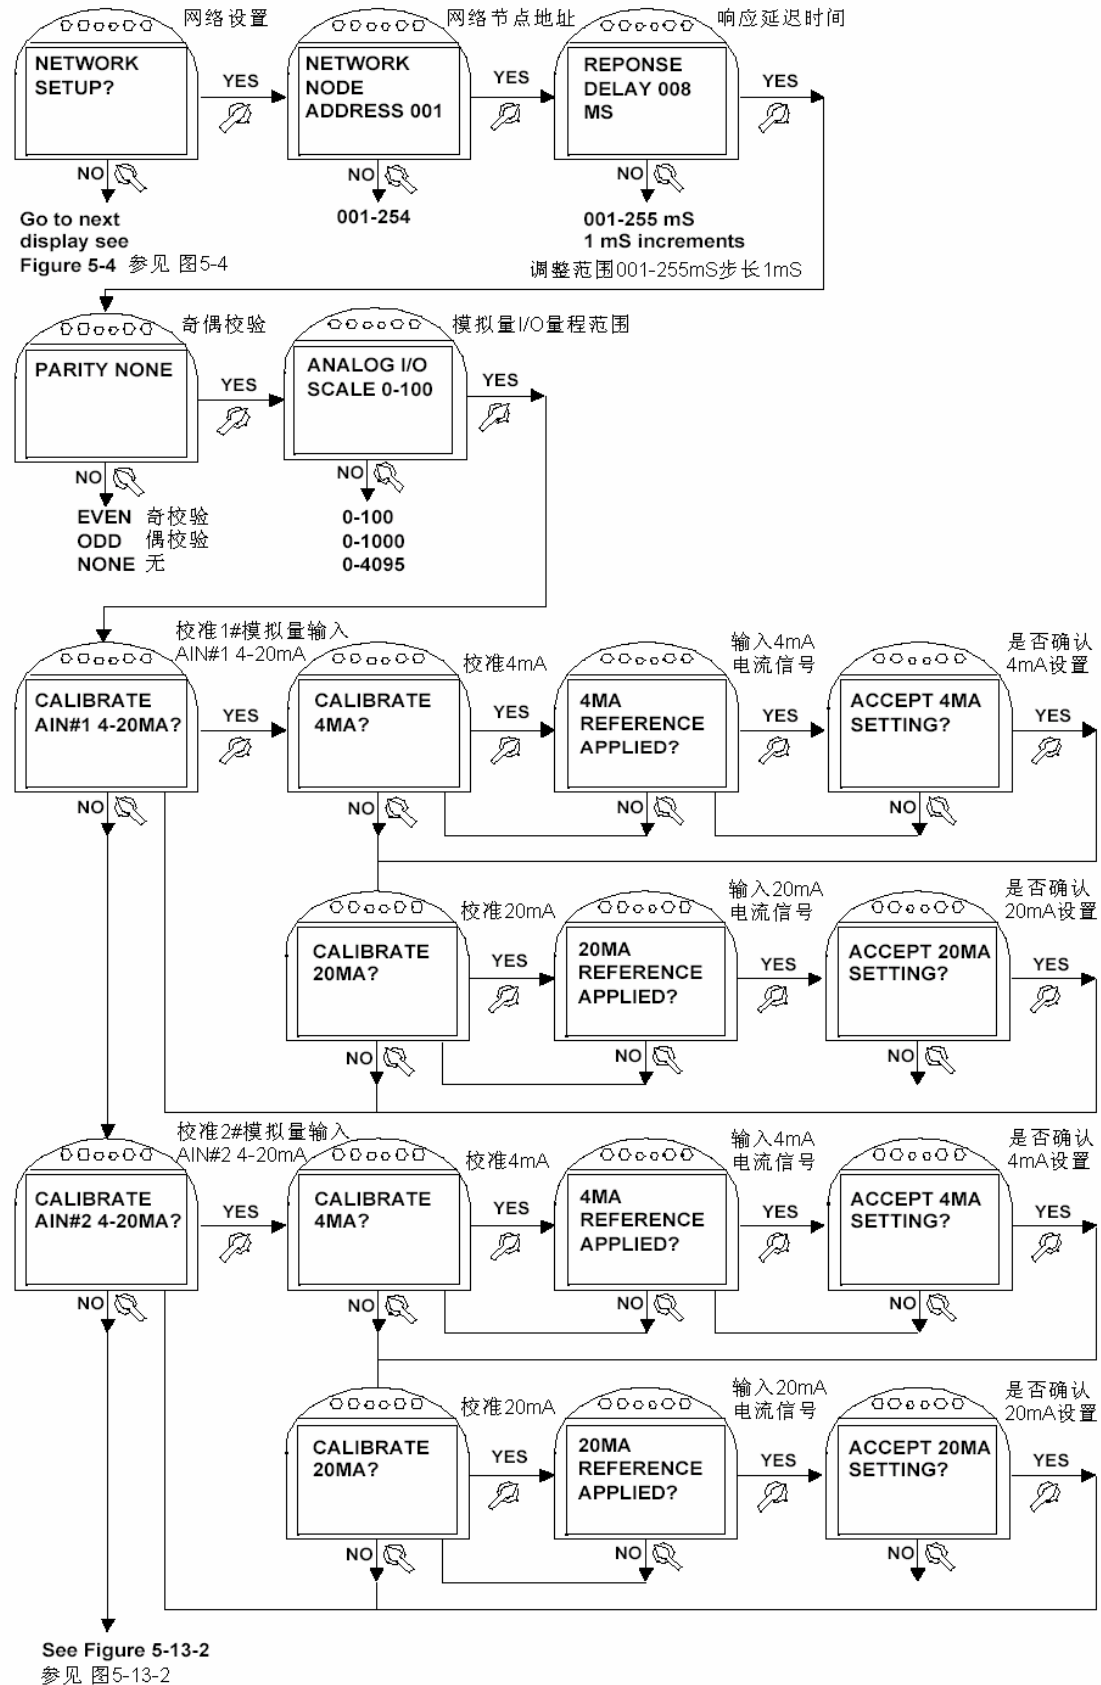 网络设置
NETWORK
SETUP?
YES
NO
Go to next
display see
Figure 5-4 参见 图5-4
网络节点地址
NETWORK
NODE
ADDRESS 001
YES
NO
001-254
响应延迟时间
REPONSE
DELAY 008
MS
YES
NO
001-255 mS
1 mS increments
调整范围001-255mS步长1mS
奇偶校验
PARITY NONE
YES
NO
EVEN 奇校验
ODD 偶校验
NONE 无
模拟量I/O量程范围
ANALOG I/O
SCALE 0-100
YES
NO
0-100
0-1000
0-4095
校准1#模拟量输入
AIN#1 4-20mA
CALIBRATE
AIN#1 4-20MA?
YES
NO
校准4mA
CALIBRATE
4MA?
YES
NO
输入4mA
电流信号
4MA
REFERENCE
APPLIED?
YES
NO
是否确认
4mA设置
ACCEPT 4MA
SETTING?
YES
NO
校准20mA
CALIBRATE
20MA?
YES
NO
输入20mA
电流信号
20MA
REFERENCE
APPLIED?
YES
NO
是否确认
20mA设置
ACCEPT 20MA
SETTING?
YES
NO
校准2#模拟量输入
AIN#2 4-20mA
CALIBRATE
AIN#2 4-20MA?
YES
NO
校准4mA
CALIBRATE
4MA?
YES
NO
输入4mA
电流信号
4MA
REFERENCE
APPLIED?
YES
NO
是否确认
4mA设置
ACCEPT 4MA
SETTING?
YES
NO
校准20mA
CALIBRATE
20MA?
YES
NO
输入20mA
电流信号
20MA
REFERENCE
APPLIED?
YES
NO
是否确认
20mA设置
ACCEPT 20MA
SETTING?
YES
NO
See Figure 5-13-2
参见 图5-13-2